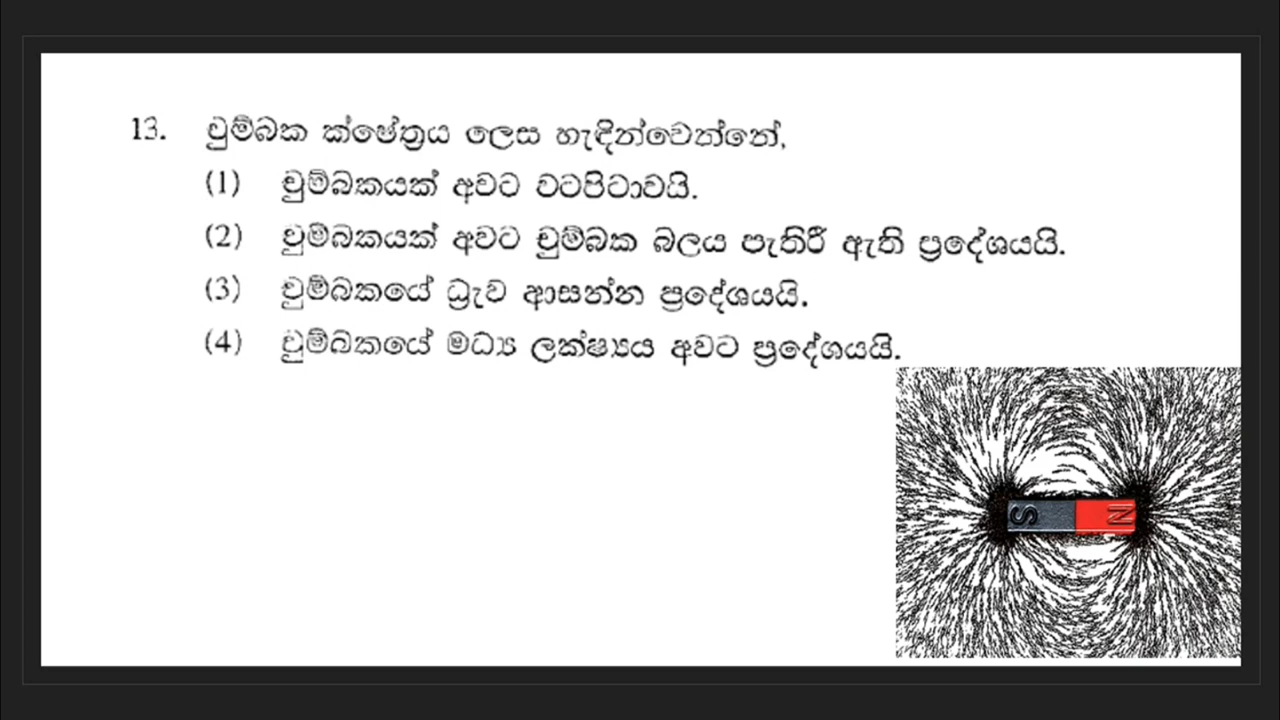 13. චුම්බක ක්ෂේත්‍රය ලෙස හැඳින්වෙන්නේ,
(1) චුම්බකයක් අවට වටපිටාවයි.
(2) චුම්බකයක් අවට චුම්බක බලය පැතිරී ඇති ප්‍රදේශයයි.
(3) චුම්බකයේ ධ්‍රැව ආසන්න ප්‍රදේශයයි.
(4) චුම්බකයේ මධ්‍ය ලක්ෂ්‍යය අවට ප්‍රදේශයයි.
S N